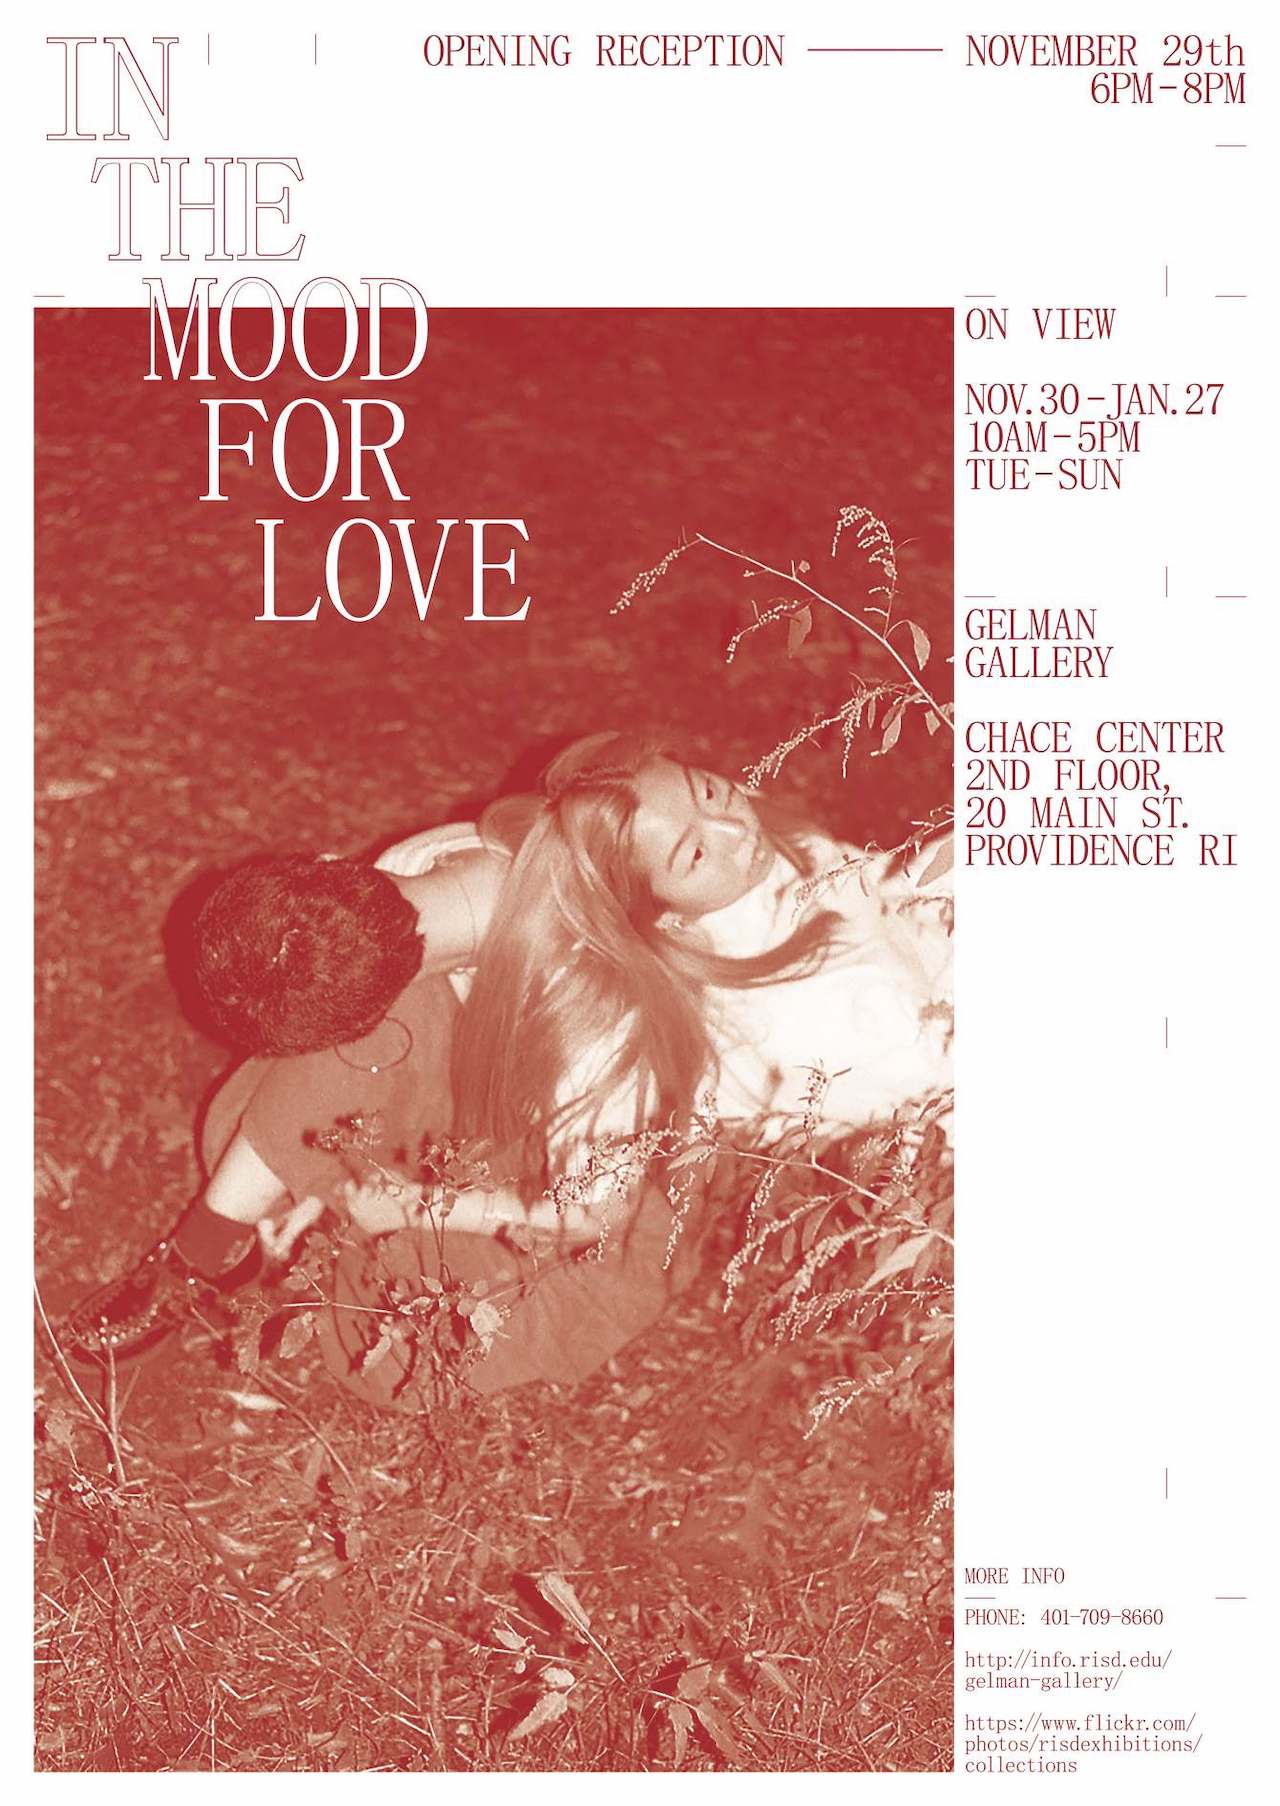 IN
THE
MOOD
FOR
LOVE
OPENING RECEPTION
NOVEMBER 29th
6PM-8PM
ON VIEW
NOV.30-JAN.27
10AM-5PM
TUE-SUN
GELMAN
GALLERY
CHACE CENTER
2ND FLOOR,
20 MAIN ST.
PROVIDENCE RI
MORE INFO
PHONE: 401-709-8660
http://info.risd.edu/
gelman-gallery/
https://www.flickr.com/
photos/risdexhibitions/
collections